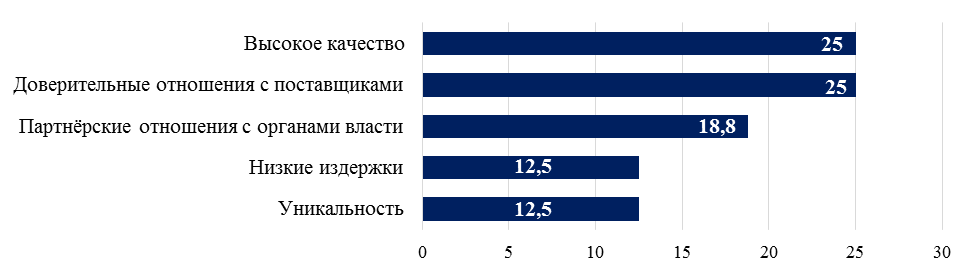 Высокое качество 25
Доверительные отношения с поставщиками 25
Партнёрские отношения с органами власти 18,8
Низкие издержки 12,5
Уникальность 12,5
0 5 10 15 20 25 30